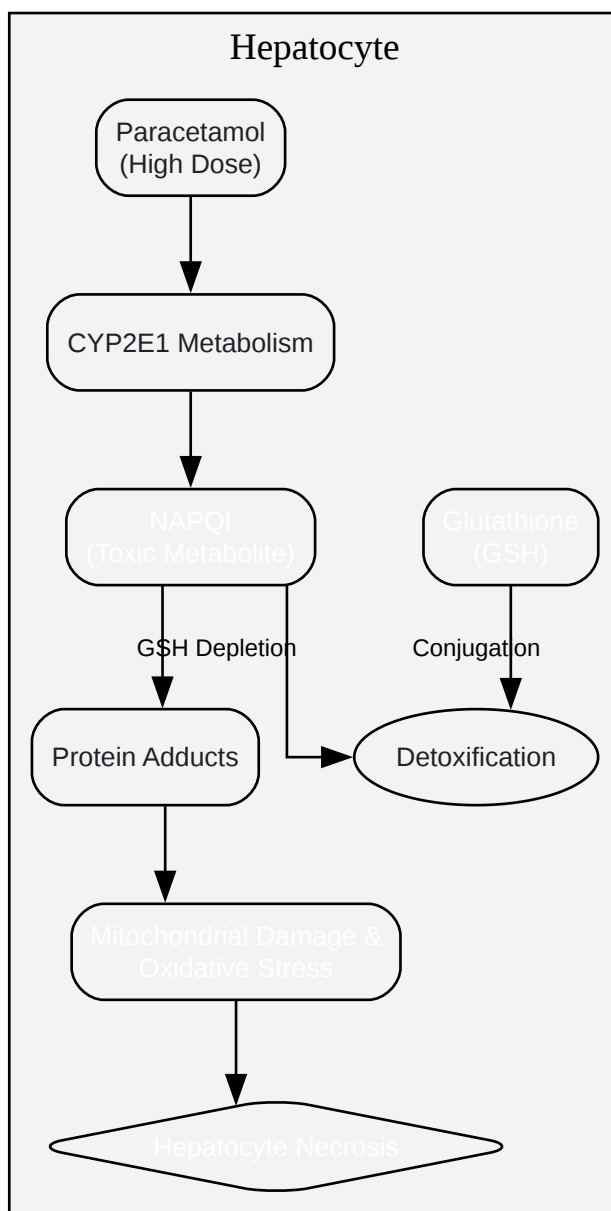 Hepatocyte
Paracetamol
(High Dose)
CYP2E1 Metabolism
NAPQI
(Toxic Metabolite)
Glutathione
(GSH)
GSH Depletion
Conjugation
Protein Adducts
Detoxification
Mitochondrial Damage &
Oxidative Stress
Hepatocyte Necrosis